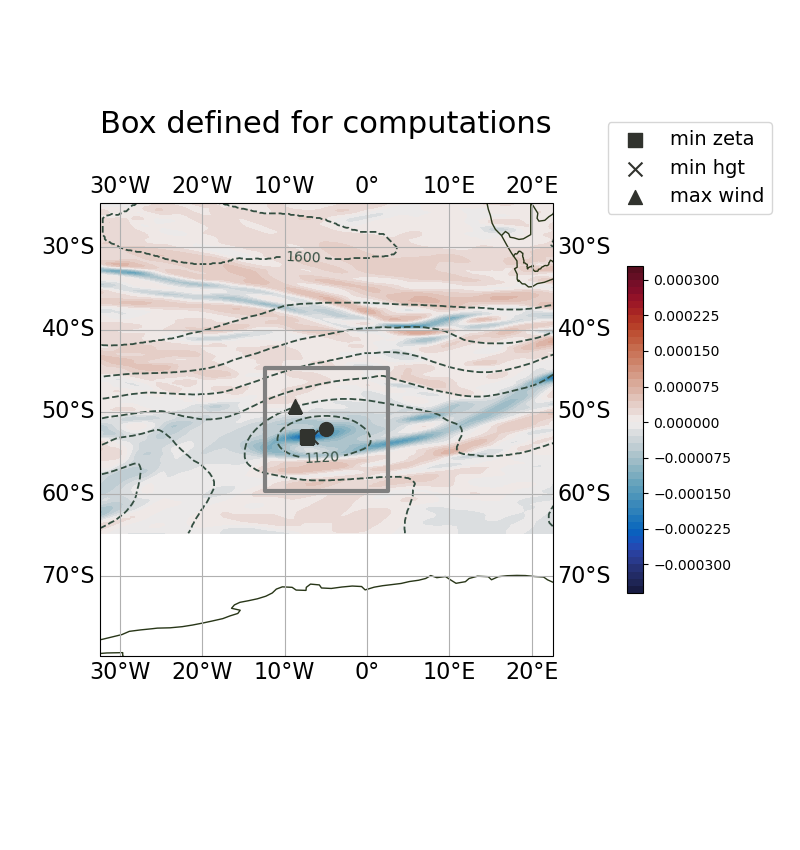 Box defined for computations
min zeta
min hgt
max wind
30°W 20°W 10°W 0° 10°E 20°E
30°S 30°S
1600
40°S 40°S
50°S 50°S
1120
60°S 60°S
70°S 70°S
30°W 20°W 10°W 0° 10°E 20°E
0.000300
0.000225
0.000150
0.000075
0.000000
−0.000075
−0.000150
−0.000225
−0.000300